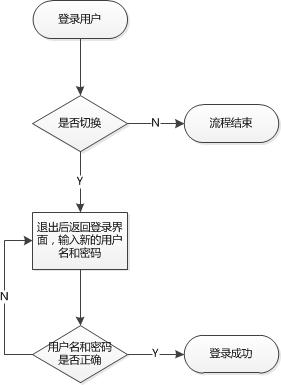 登录用户
是否切换
N
流程结束
Y
退出后返回登录界
面，输入新的用户
名和密码
N
用户名和密码
是否正确
Y
登录成功